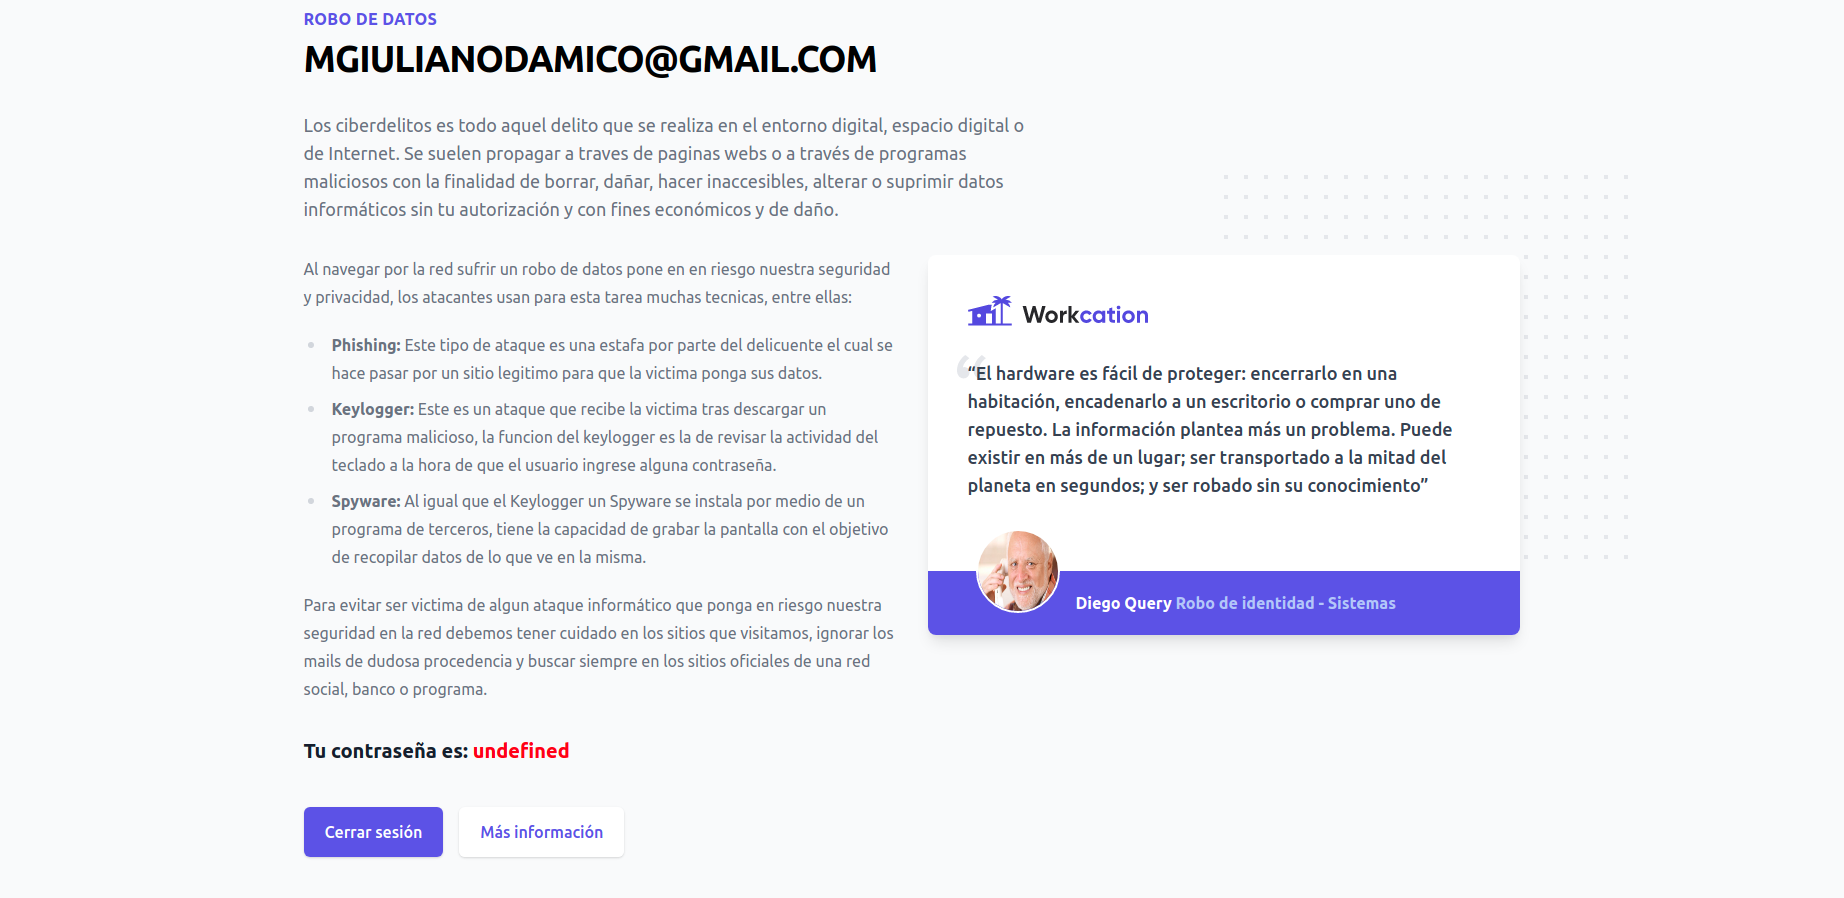 ROBO DE DATOS
MGIULIANODAMICO@GMAIL.COM
Los ciberdelitos es todo aquel delito que se realiza en el entorno digital, espacio digital o
de Internet. Se suelen propagar a traves de paginas webs o a través de programas
maliciosos con la finalidad de borrar, dañar, hacer inaccesibles, alterar o suprimir datos
informáticos sin tu autorización y con fines económicos y de daño.
Al navegar por la red sufrir un robo de datos pone en en riesgo nuestra seguridad
y privacidad, los atacantes usan para esta tarea muchas tecnicas, entre ellas:
Phishing: Este tipo de ataque es una estafa por parte del delicuente el cual se
hace pasar por un sitio legitimo para que la victima ponga sus datos.
Keylogger: Este es un ataque que recibe la victima tras descargar un
programa malicioso, la funcion del keylogger es la de revisar la actividad del
teclado a la hora de que el usuario ingrese alguna contraseña.
Spyware: Al igual que el Keylogger un Spyware se instala por medio de un
programa de terceros, tiene la capacidad de grabar la pantalla con el objetivo
de recopilar datos de lo que ve en la misma.
Para evitar ser victima de algun ataque informático que ponga en riesgo nuestra
seguridad en la red debemos tener cuidado en los sitios que visitamos, ignorar los
mails de dudosa procedencia y buscar siempre en los sitios oficiales de una red
social, banco o programa.
Tu contraseña es: undefined
Cerrar sesión
Más información
Workcation
“El hardware es fácil de proteger: encerrarlo en una
habitación, encadenarlo a un escritorio o comprar uno de
repuesto. La información plantea más un problema. Puede
existir en más de un lugar; ser transportado a la mitad del
planeta en segundos; y ser robado sin su conocimiento”
Diego Query Robo de identidad - Sistemas